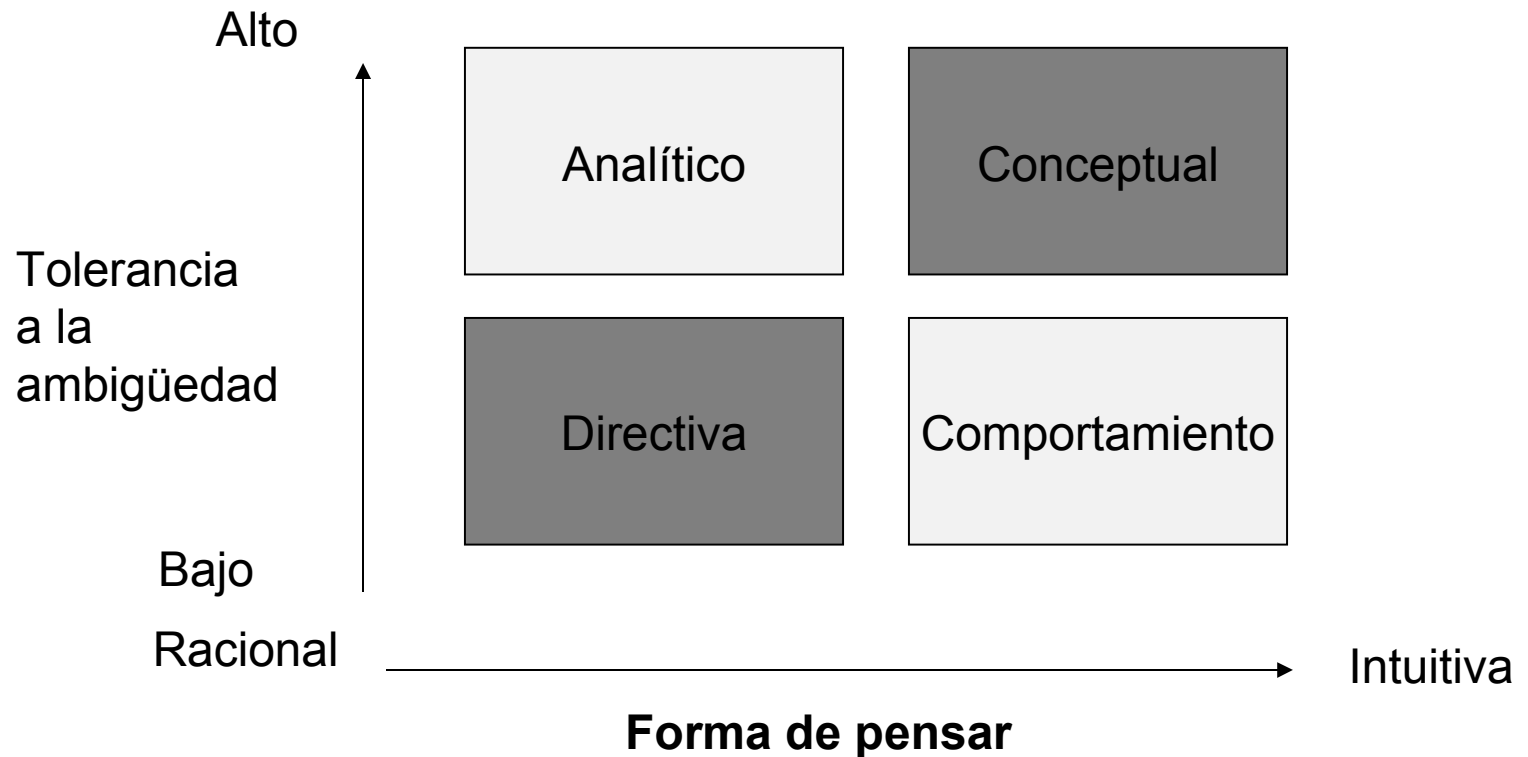 Alto
Analítico
Conceptual
Tolerancia
a la
ambigüedad
Directiva
Comportamiento
Bajo
Racional
Intuitiva
Forma de pensar